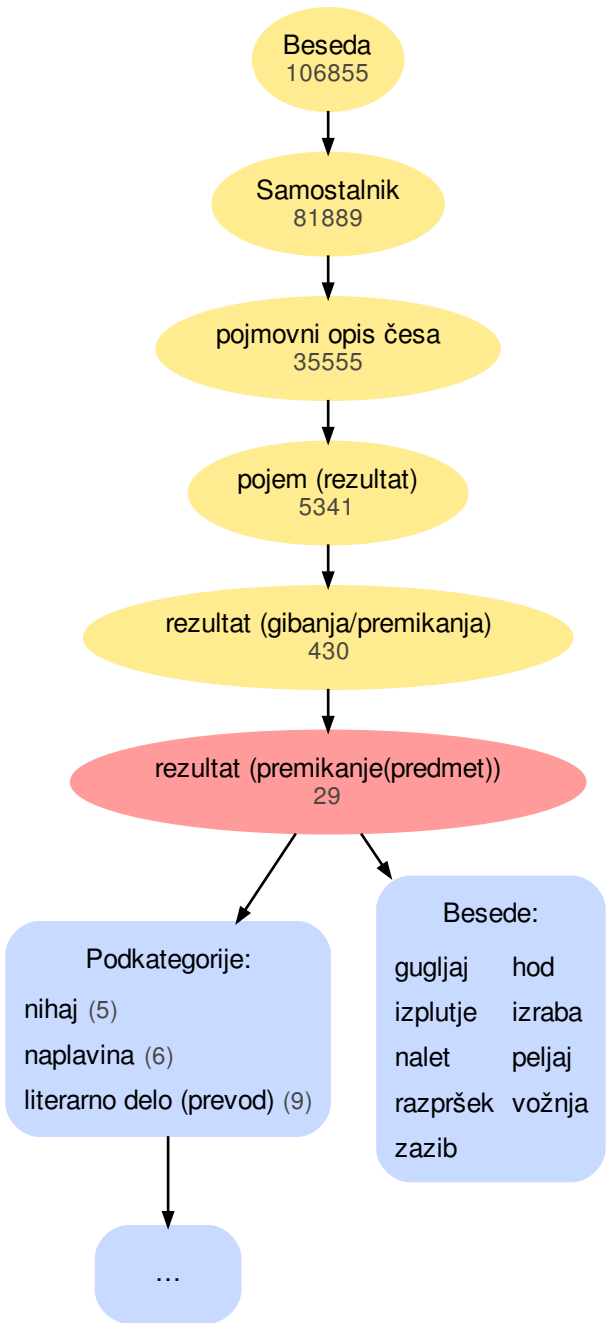 Beseda
106855
Samostalnik
81889
pojmovni opis česa
35555
pojem (rezultat)
5341
rezultat (gibanja/premikanja)
430
rezultat (premikanje(predmet))
29
Podkategorije:
nihaj (5)
naplavina (6)
literarno delo (prevod) (9)
...
Besede:
gugljaj hod
izplutje izraba
nalet peljaj
razpršek vožnja
zazib